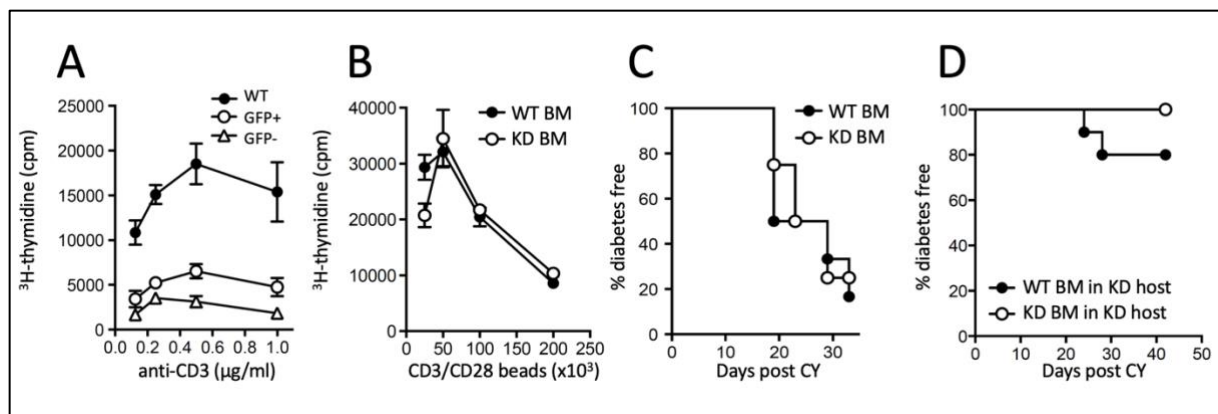 A
25000
20000
15000
10000
5000
0
³H-thymidine (cpm)
WT
GFP+
GFP-
0.0 0.2 0.4 0.6 0.8 1.0
anti-CD3 (µg/ml)
B
40000
30000
20000
10000
0
³H-thymidine (cpm)
WT BM
KD BM
0 50 100 150 200 250
CD3/CD28 beads (x10³)
C
100
80
60
40
20
0
% diabetes free
WT BM
KD BM
0 10 20 30
Days post CY
D
100
80
60
40
20
0
% diabetes free
WT BM in KD host
KD BM in KD host
0 10 20 30 40 50
Days post CY